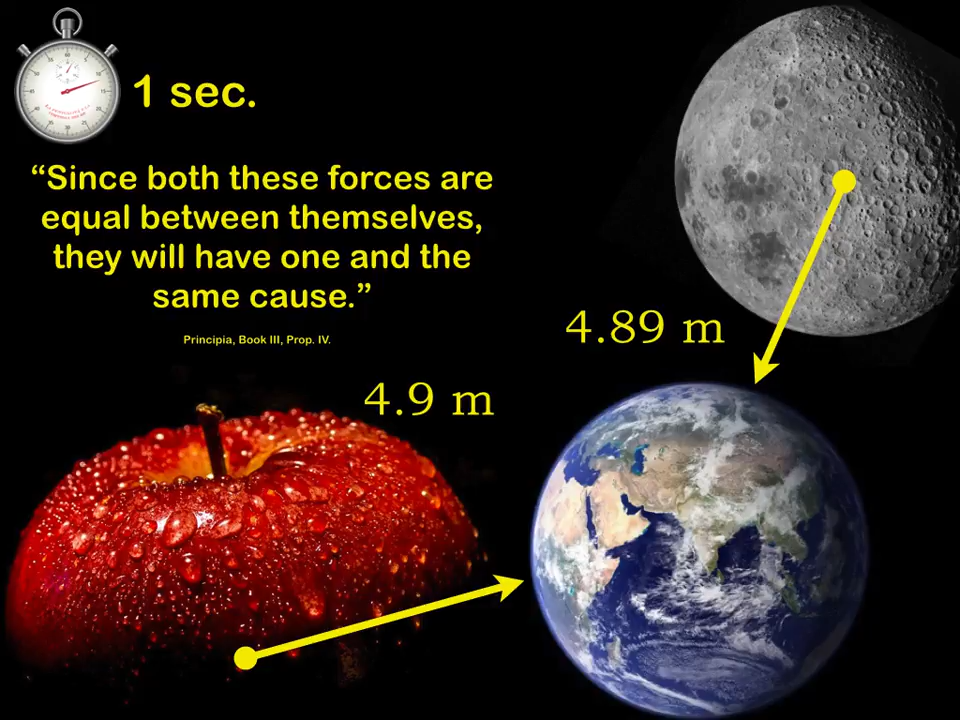 1 sec.
“Since both these forces are
equal between themselves,
they will have one and the
same cause.”
Principia, Book III, Prop. IV.
4.89 m
4.9 m